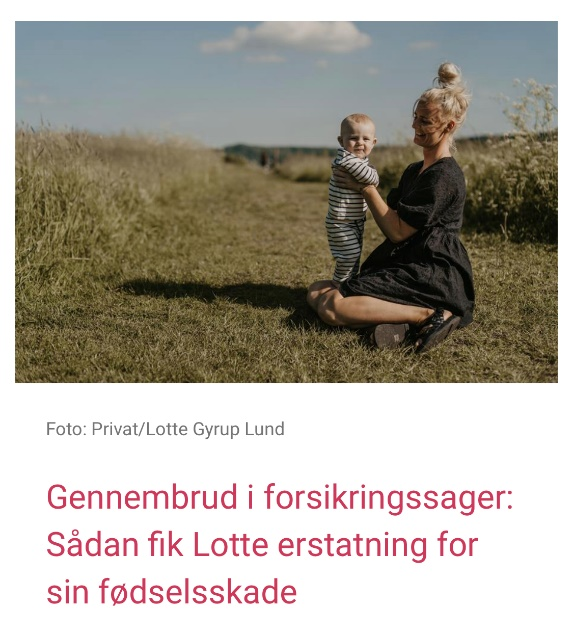 Foto: Privat/Lotte Gyrup Lund
Gennembrud i forsikringssager:
Sådan fik Lotte erstatning for
sin fødselsskade